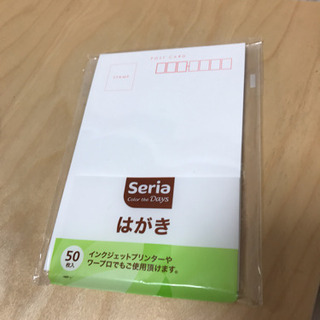 POST CARD
Seria
Color the Days
はがき
50
枚入
インクジェットプリンターや
ワープロでもご使用頂けます。